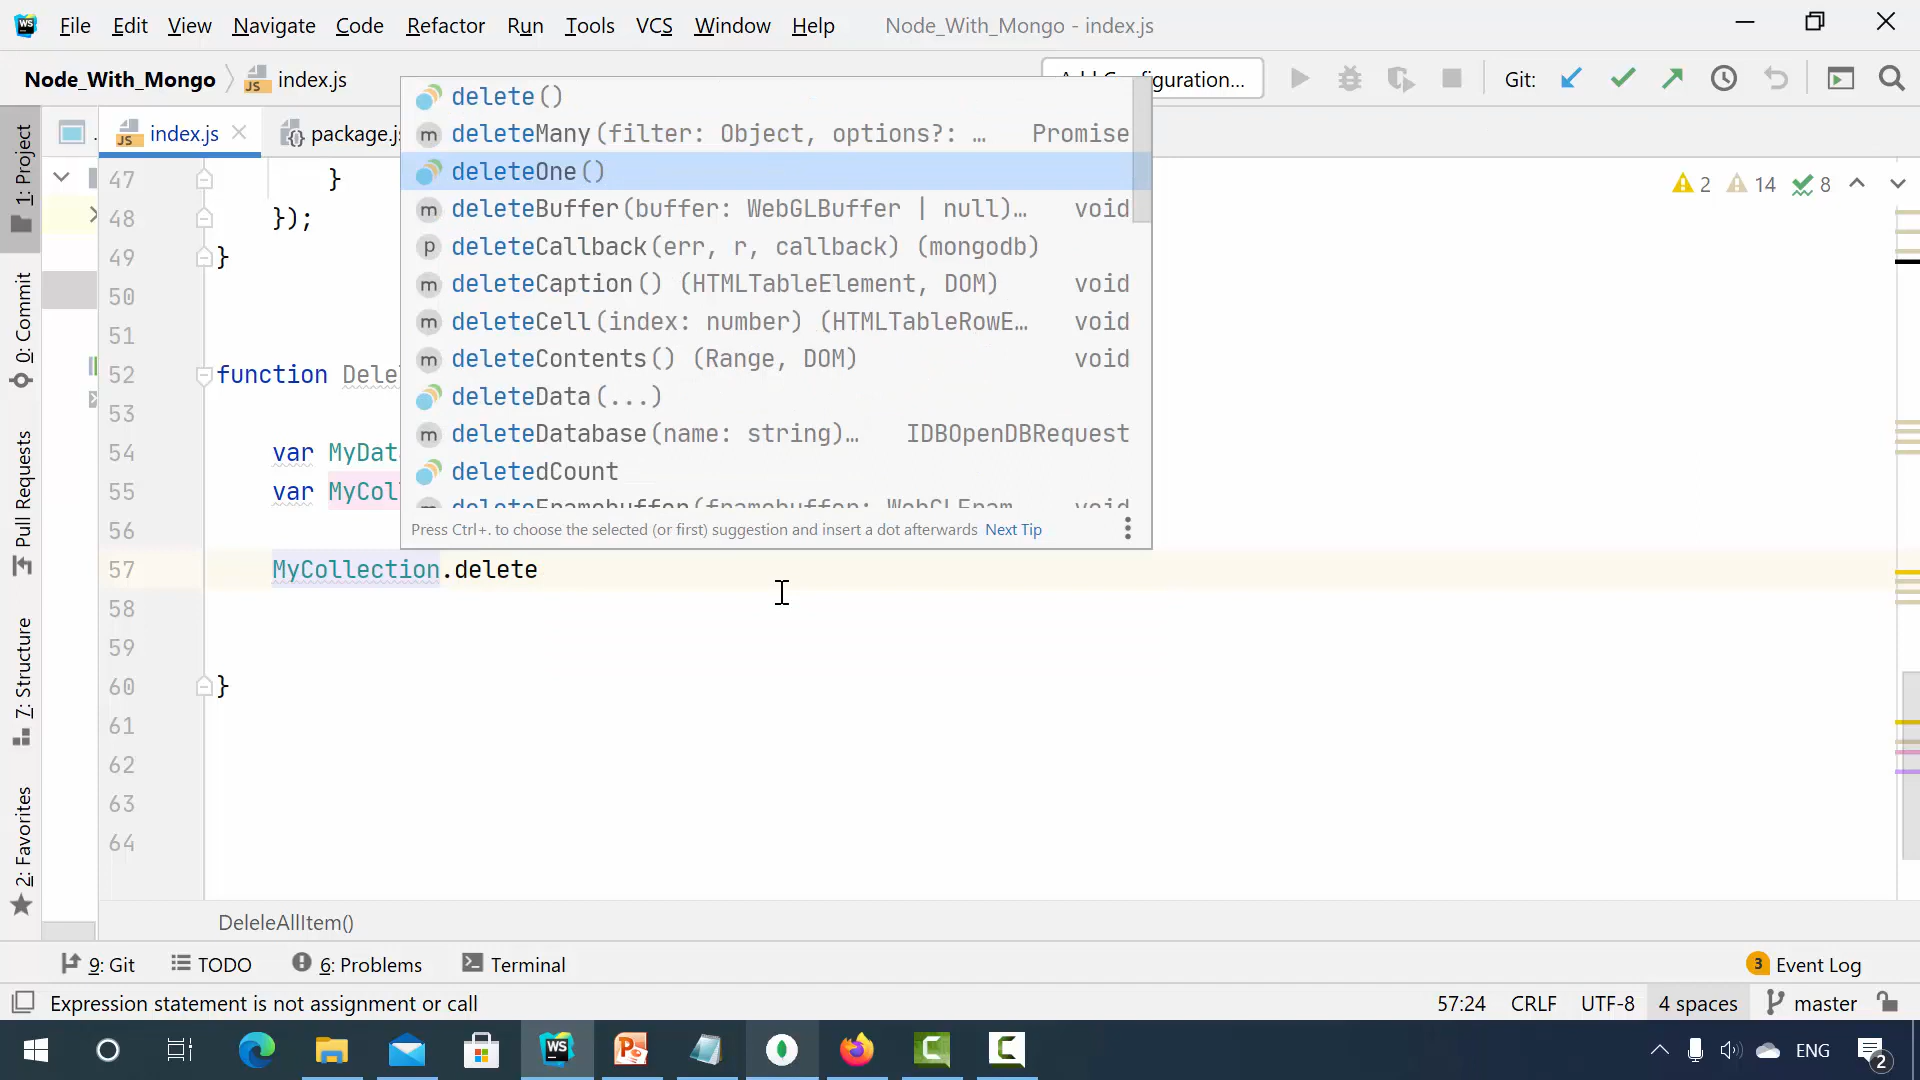 File Edit View Navigate Code Refactor Run Tools VCS Window Help Node_With_Mongo - index.js
Node_With_Mongo index.js Git:
index.js package.js
delete()
deleteMany(filter: Object, options?: … Promise
deleteOne()
deleteBuffer(buffer: WebGLBuffer | null)… void
deleteCallback(err, r, callback) (mongodb)
deleteCaption() (HTMLTableElement, DOM) void
deleteCell(index: number) (HTMLTableRowE… void
deleteContents() (Range, DOM) void
deleteData(...)
deleteDatabase(name: string)… IDBOpenDBRequest
deletedCount
Press Ctrl+. to choose the selected (or first) suggestion and insert a dot afterwards Next Tip
2 14 8
47 }
48 });
49 }
50
51
52 function Dele
53
54 var MyDat
55 var MyCol
56
57 MyCollection.delete
58
59
60 }
61
62
63
64
1: Project
0: Commit
Pull Requests
7: Structure
2: Favorites
DeleleAllItem()
9: Git TODO 6: Problems Terminal 3 Event Log
Expression statement is not assignment or call 57:24 CRLF UTF-8 4 spaces master
WS ENG 2